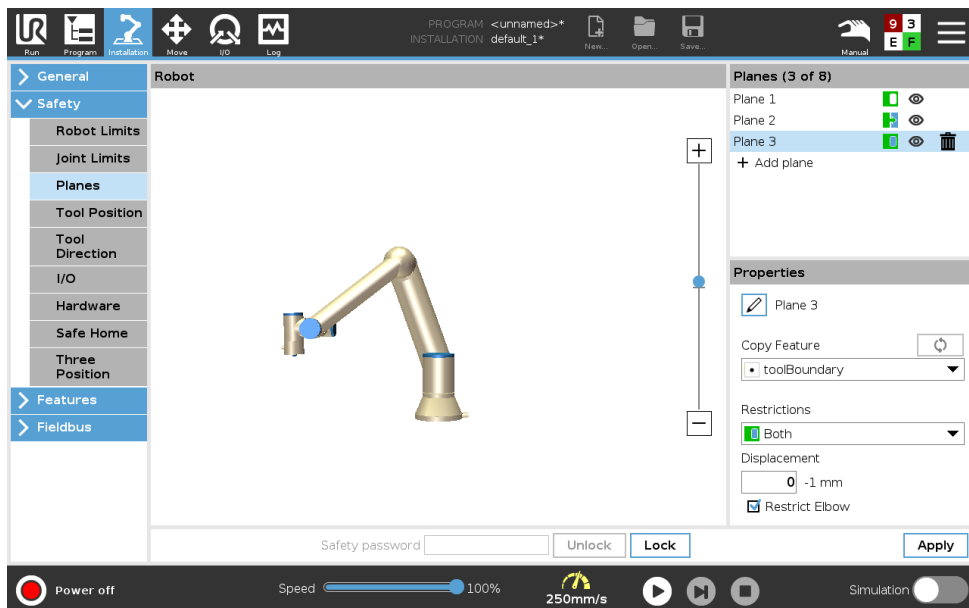 PROGRAM <unnamed>*
INSTALLATION default_1*
Run
Program
Installation
Move
I/O
Log
New...
Open...
Save...
Manual
9 3
E F
General
Safety
Robot Limits
Joint Limits
Planes
Tool Position
Tool
Direction
I/O
Hardware
Safe Home
Three
Position
Features
Fieldbus
Robot
Planes (3 of 8)
Plane 1
Plane 2
Plane 3
+ Add plane
Properties
Plane 3
Copy Feature
toolBoundary
Restrictions
Both
Displacement
0 -1 mm
Restrict Elbow
Safety password
Unlock
Lock
Apply
Power off
Speed
100%
250mm/s
Simulation